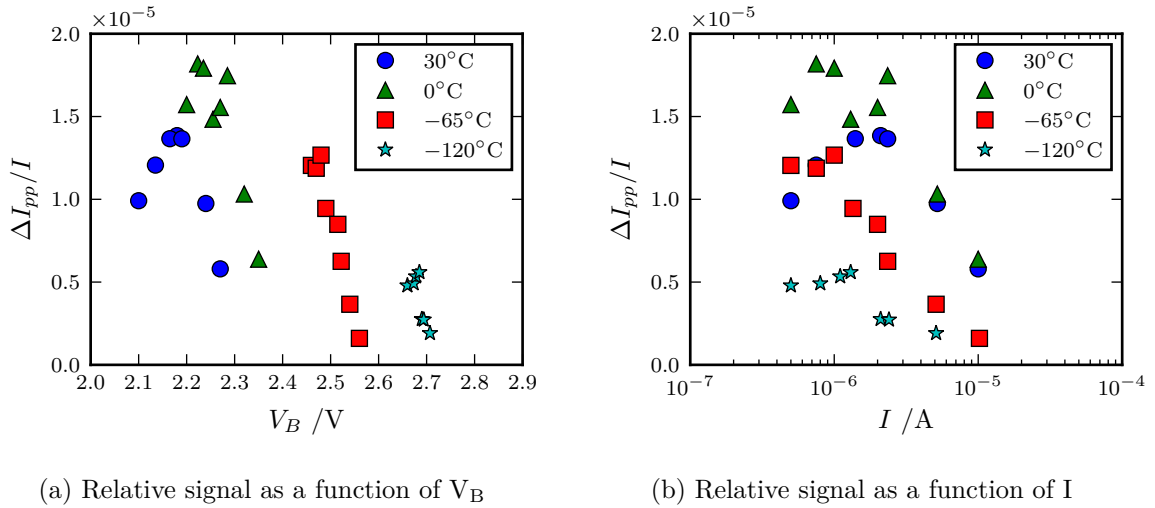 ×10⁻⁵
2.0
1.5
1.0
0.5
0.0
ΔI_pp/I
2.0 2.1 2.2 2.3 2.4 2.5 2.6 2.7 2.8 2.9
V_B /V
30°C
0°C
−65°C
−120°C
(a) Relative signal as a function of V_B
×10⁻⁵
2.0
1.5
1.0
0.5
0.0
ΔI_pp/I
10⁻⁷ 10⁻⁶ 10⁻⁵ 10⁻⁴
I /A
30°C
0°C
−65°C
−120°C
(b) Relative signal as a function of I